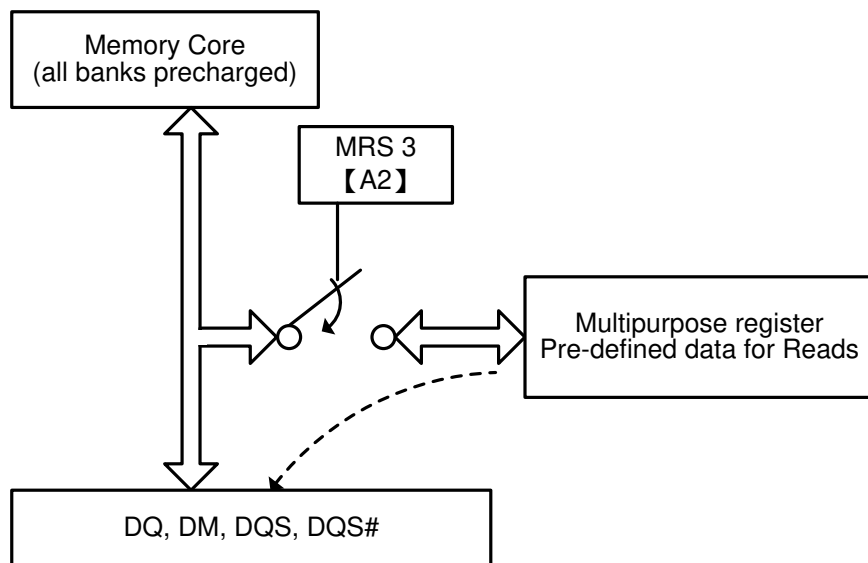 Memory Core
(all banks precharged)
MRS 3
【A2】
Multipurpose register
Pre-defined data for Reads
DQ, DM, DQS, DQS#